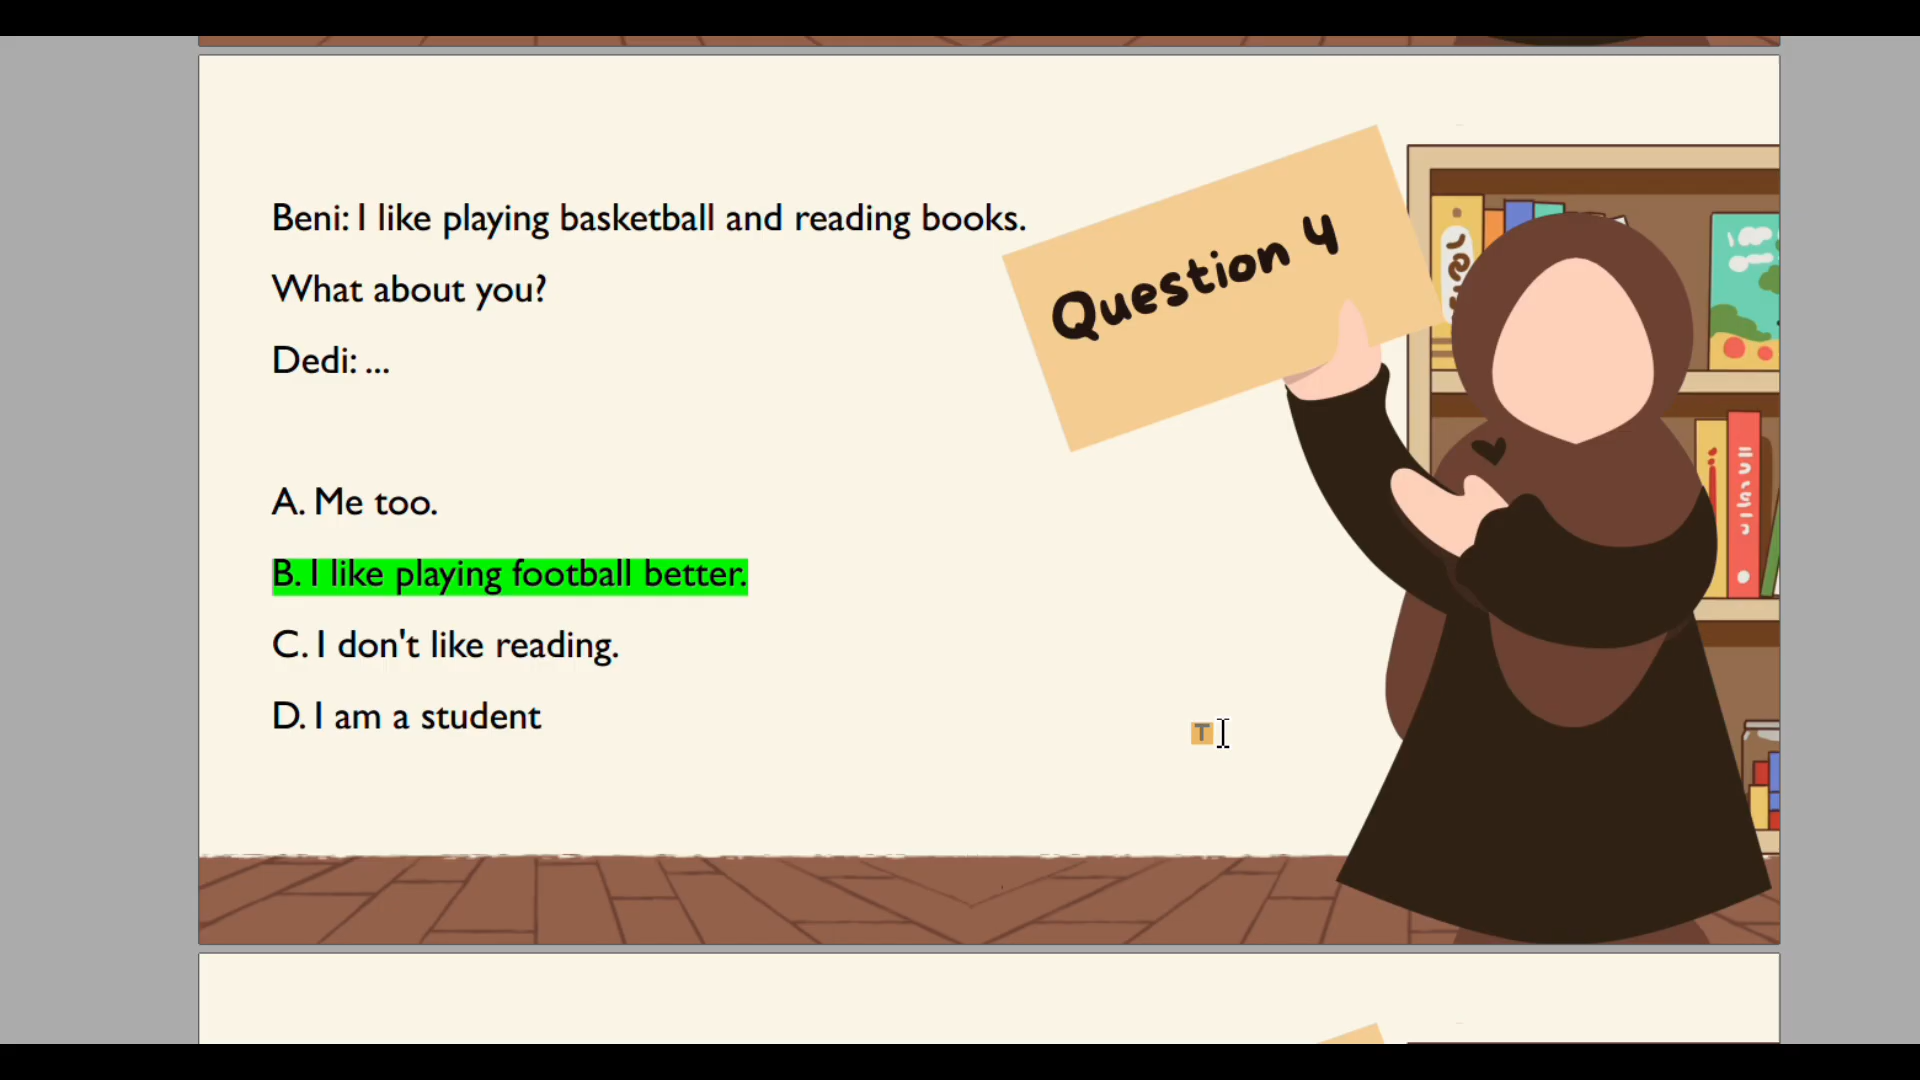 Beni: I like playing basketball and reading books.
What about you?
Dedi: ...
Question 4
A. Me too.
B. I like playing football better.
C. I don't like reading.
D. I am a student
T